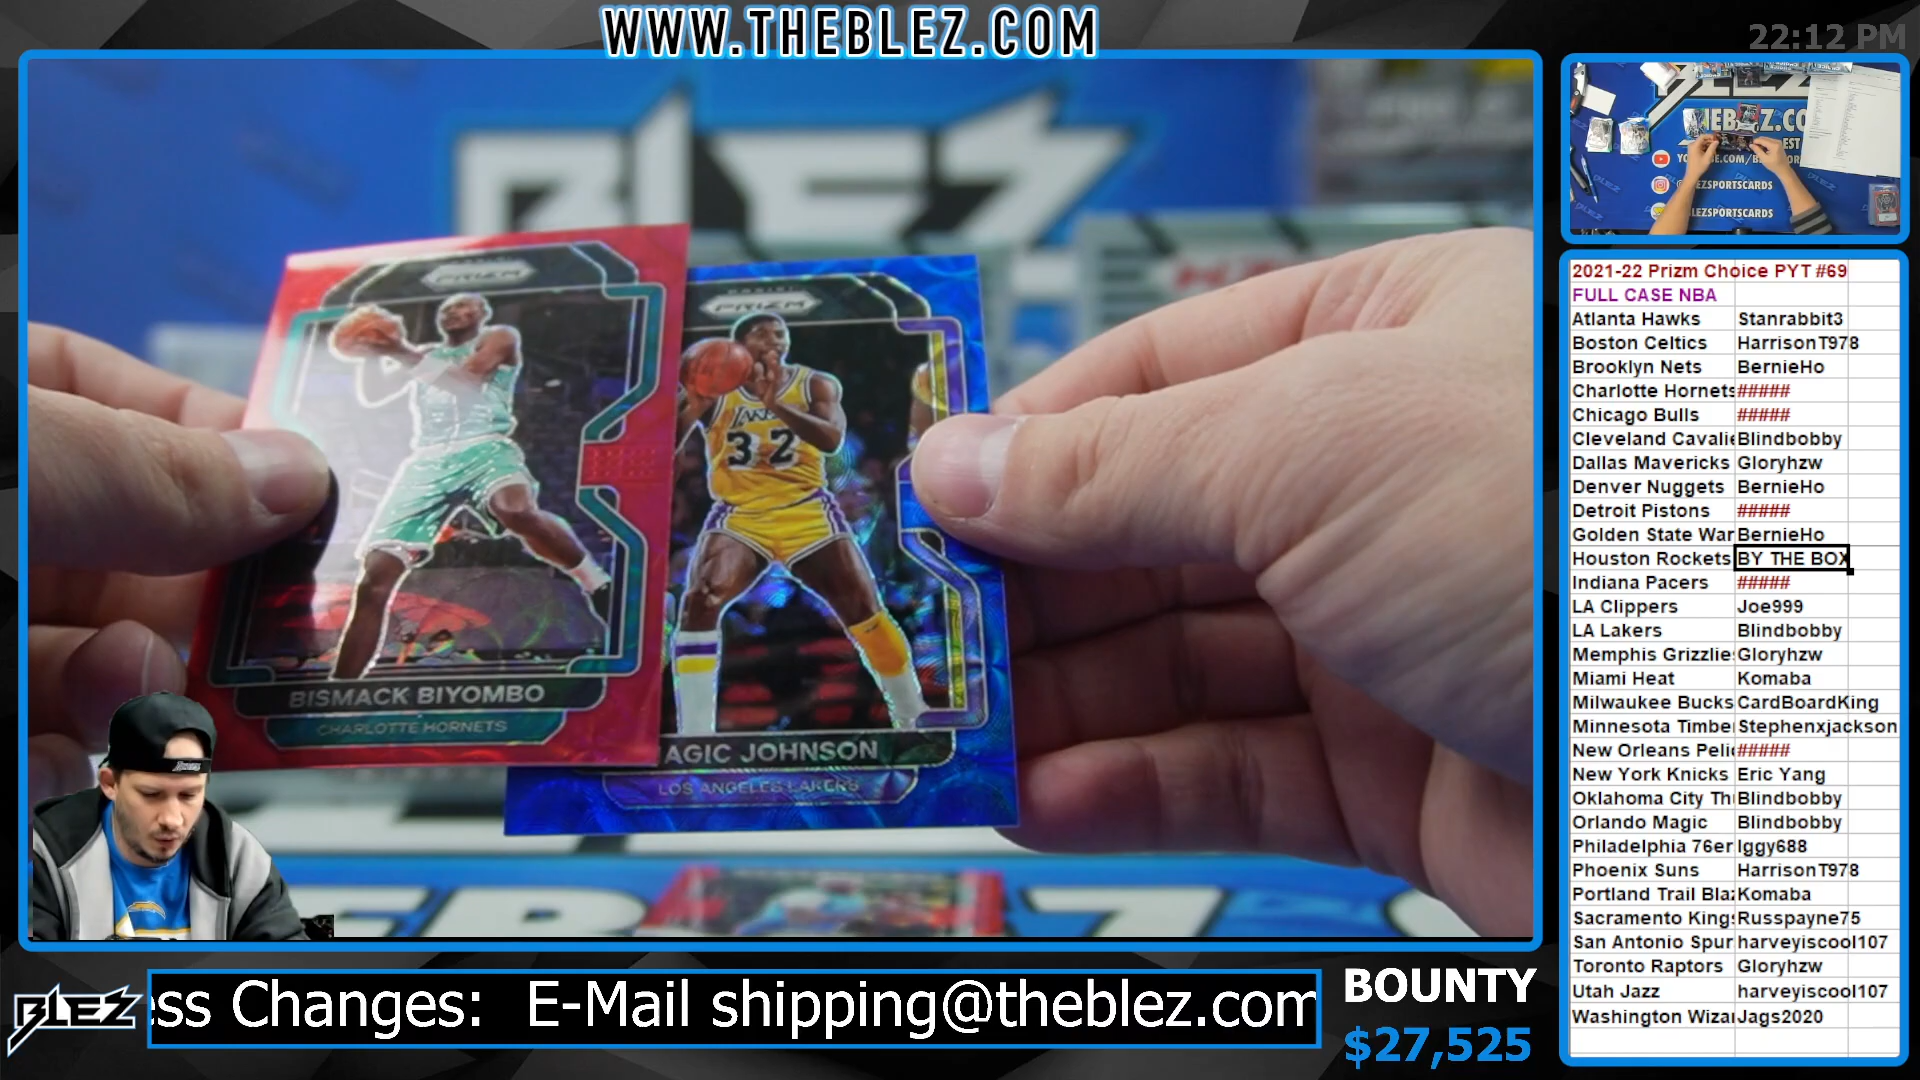 WWW.THEBLEZ.COM
22:12 PM
BLEZ
PRIZM
BISMACK BIYOMBO
CHARLOTTE HORNETS
PANINI
PRIZM
LAKERS
32
AGIC JOHNSON
LOS ANGELES LAKERS
EZSPORTSCARDS
LEZSPORTSCARDS
2021-22 Prizm Choice PYT #69
FULL CASE NBA
Atlanta Hawks Stanrabbit3
Boston Celtics HarrisonT978
Brooklyn Nets BernieHo
Charlotte Hornets #####
Chicago Bulls #####
Cleveland Cavalie Blindbobby
Dallas Mavericks Gloryhzw
Denver Nuggets BernieHo
Detroit Pistons #####
Golden State War BernieHo
Houston Rockets BY THE BOX
Indiana Pacers #####
LA Clippers Joe999
LA Lakers Blindbobby
Memphis Grizzlie Gloryhzw
Miami Heat Komaba
Milwaukee Bucks CardBoardKing
Minnesota Timbe Stephenxjackson
New Orleans Peli #####
New York Knicks Eric Yang
Oklahoma City Th Blindbobby
Orlando Magic Blindbobby
Philadelphia 76er Iggy688
Phoenix Suns HarrisonT978
Portland Trail Bla Komaba
Sacramento Kings Russpayne75
San Antonio Spur harveyiscool107
Toronto Raptors Gloryhzw
Utah Jazz harveyiscool107
Washington Wiza Jags2020
BLEZ
ss Changes: E-Mail shipping@theblez.com
BOUNTY
$27,525